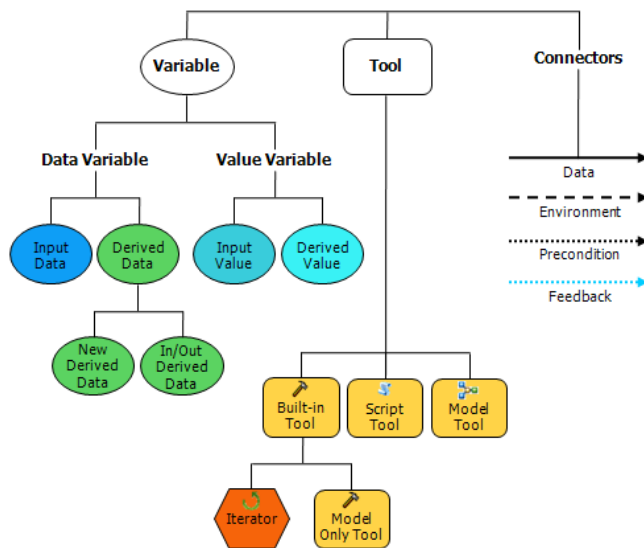 Variable
Tool
Connectors
Data Variable
Value Variable
Data
Environment
Precondition
Feedback
Input
Data
Derived
Data
Input
Value
Derived
Value
New
Derived
Data
In/Out
Derived
Data
Built-in
Tool
Script
Tool
Model
Tool
Iterator
Model
Only Tool